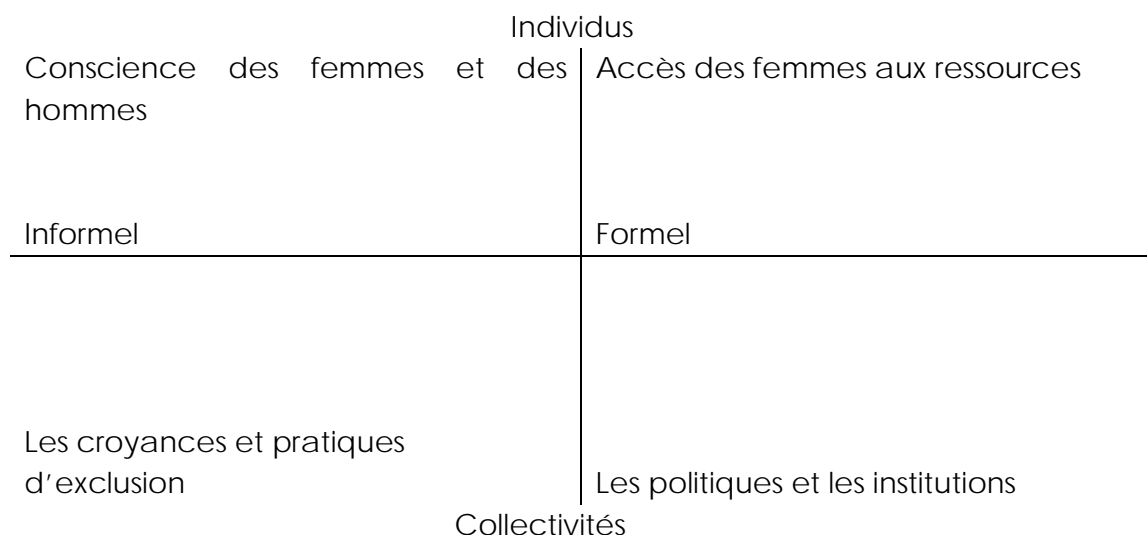 Individus
Conscience des femmes et des
hommes
Accès des femmes aux ressources
Informel
Formel
Les croyances et pratiques
d’exclusion
Les politiques et les institutions
Collectivités